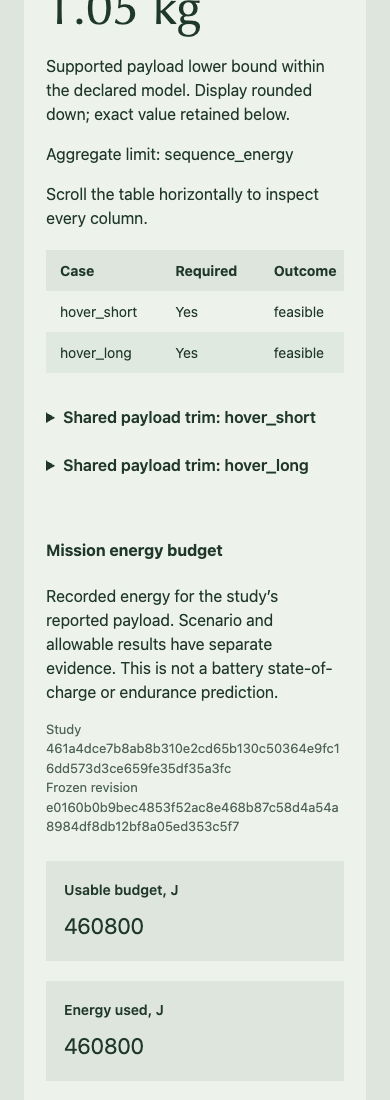 1.05 kg
Supported payload lower bound within
the declared model. Display rounded
down; exact value retained below.
Aggregate limit: sequence_energy
Scroll the table horizontally to inspect
every column.
Case Required Outcome
hover_short Yes feasible
hover_long Yes feasible
▶ Shared payload trim: hover_short
▶ Shared payload trim: hover_long
Mission energy budget
Recorded energy for the study’s
reported payload. Scenario and
allowable results have separate
evidence. This is not a battery state-of-
charge or endurance prediction.
Study
461a4dce7b8ab8b310e2cd65b130c50364e9fc1
6dd573d3ce659fe35df35a3fc
Frozen revision
e0160b0b9bec4853f52ac8e468b87c58d4a54a
8984df8db12bf8a05ed353c5f7
Usable budget, J
460800
Energy used, J
460800